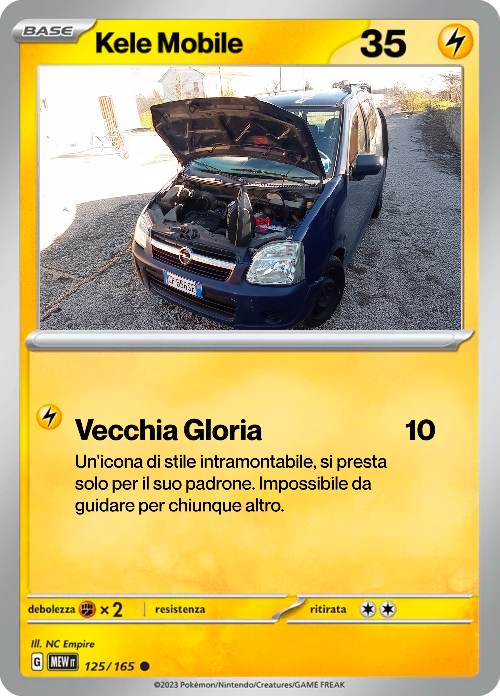 BASE
Kele Mobile 35
Vecchia Gloria 10
Un'icona di stile intramontabile, si presta
solo per il suo padrone. Impossibile da
guidare per chiunque altro.
debolezza x2 resistenza ritirata
Ill. NC Empire
G MEW IT 125/165
©2023 Pokémon/Nintendo/Creatures/GAME FREAK